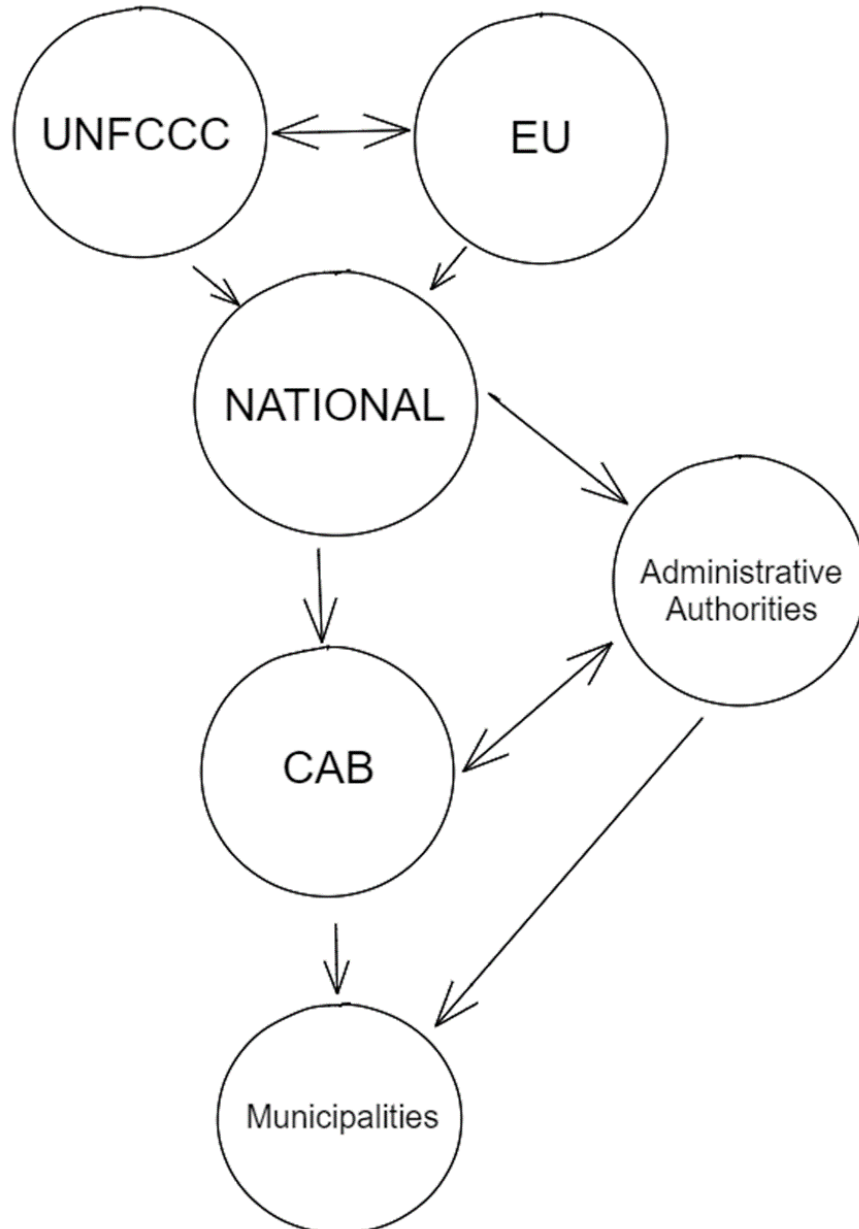 UNFCCC
EU
NATIONAL
Administrative
Authorities
CAB
Municipalities